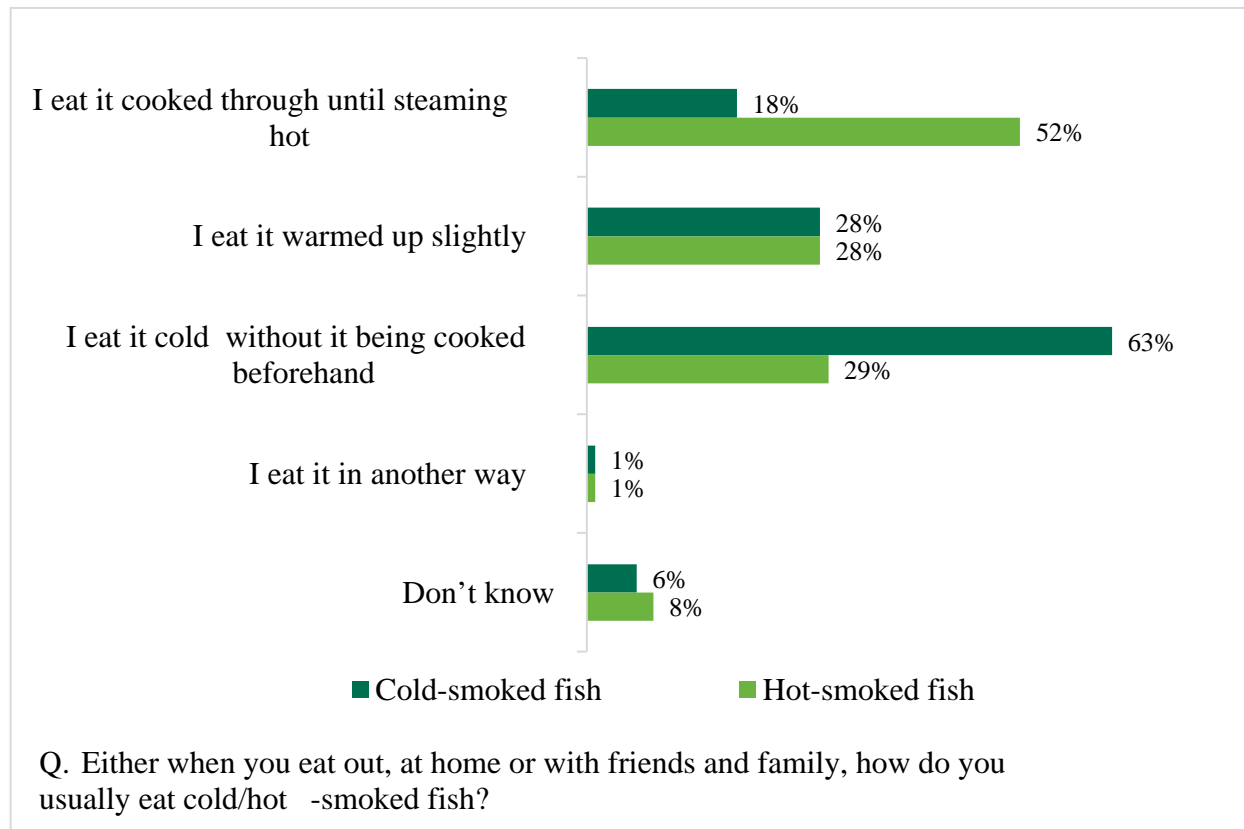 I eat it cooked through until steaming
hot
18%
52%
I eat it warmed up slightly
28%
28%
I eat it cold  without it being cooked
beforehand
63%
29%
I eat it in another way
1%
1%
Don’t know
6%
8%
Cold-smoked fish
Hot-smoked fish
Q. Either when you eat out, at home or with friends and family, how do you
usually eat cold/hot  -smoked fish?